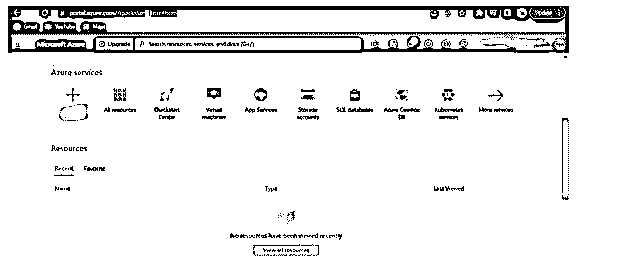 portal.azure.com
Gmail YouTube Maps
Microsoft Azure Upgrade Search resources, services, and docs (G+/)
Azure services
All resources Quickstart Center Virtual machines App Services Storage accounts SQL databases Azure Cosmos DB Kubernetes services More services
Resources
Recent Favorite
Name Type Last Viewed
No resources have been viewed recently
View all resources